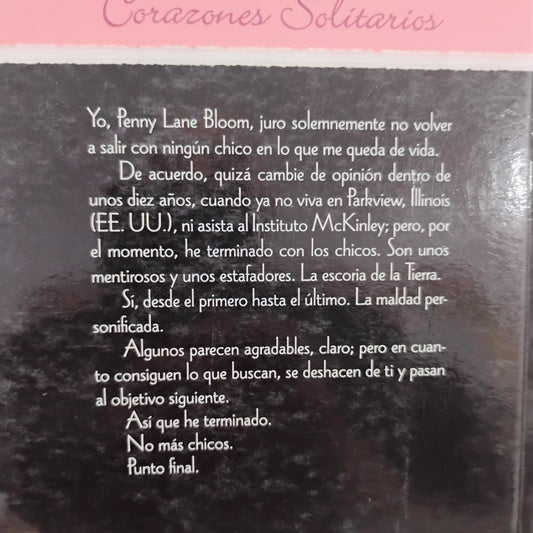 Corazones Solitarios
Yo, Penny Lane Bloom, juro solemnemente no volver
a salir con ningún chico en lo que me queda de vida.
De acuerdo, quizá cambie de opinión dentro de
unos diez años, cuando ya no viva en Parkview, Illinois
(EE. UU.), ni asista al Instituto McKinley; pero, por
el momento, he terminado con los chicos. Son unos
mentirosos y unos estafadores. La escoria de la Tierra.
Sí, desde el primero hasta el último. La maldad per-
sonificada.
Algunos parecen agradables, claro; pero en cuan-
to consiguen lo que buscan, se deshacen de ti y pasan
al objetivo siguiente.
Así que he terminado.
No más chicos.
Punto final.